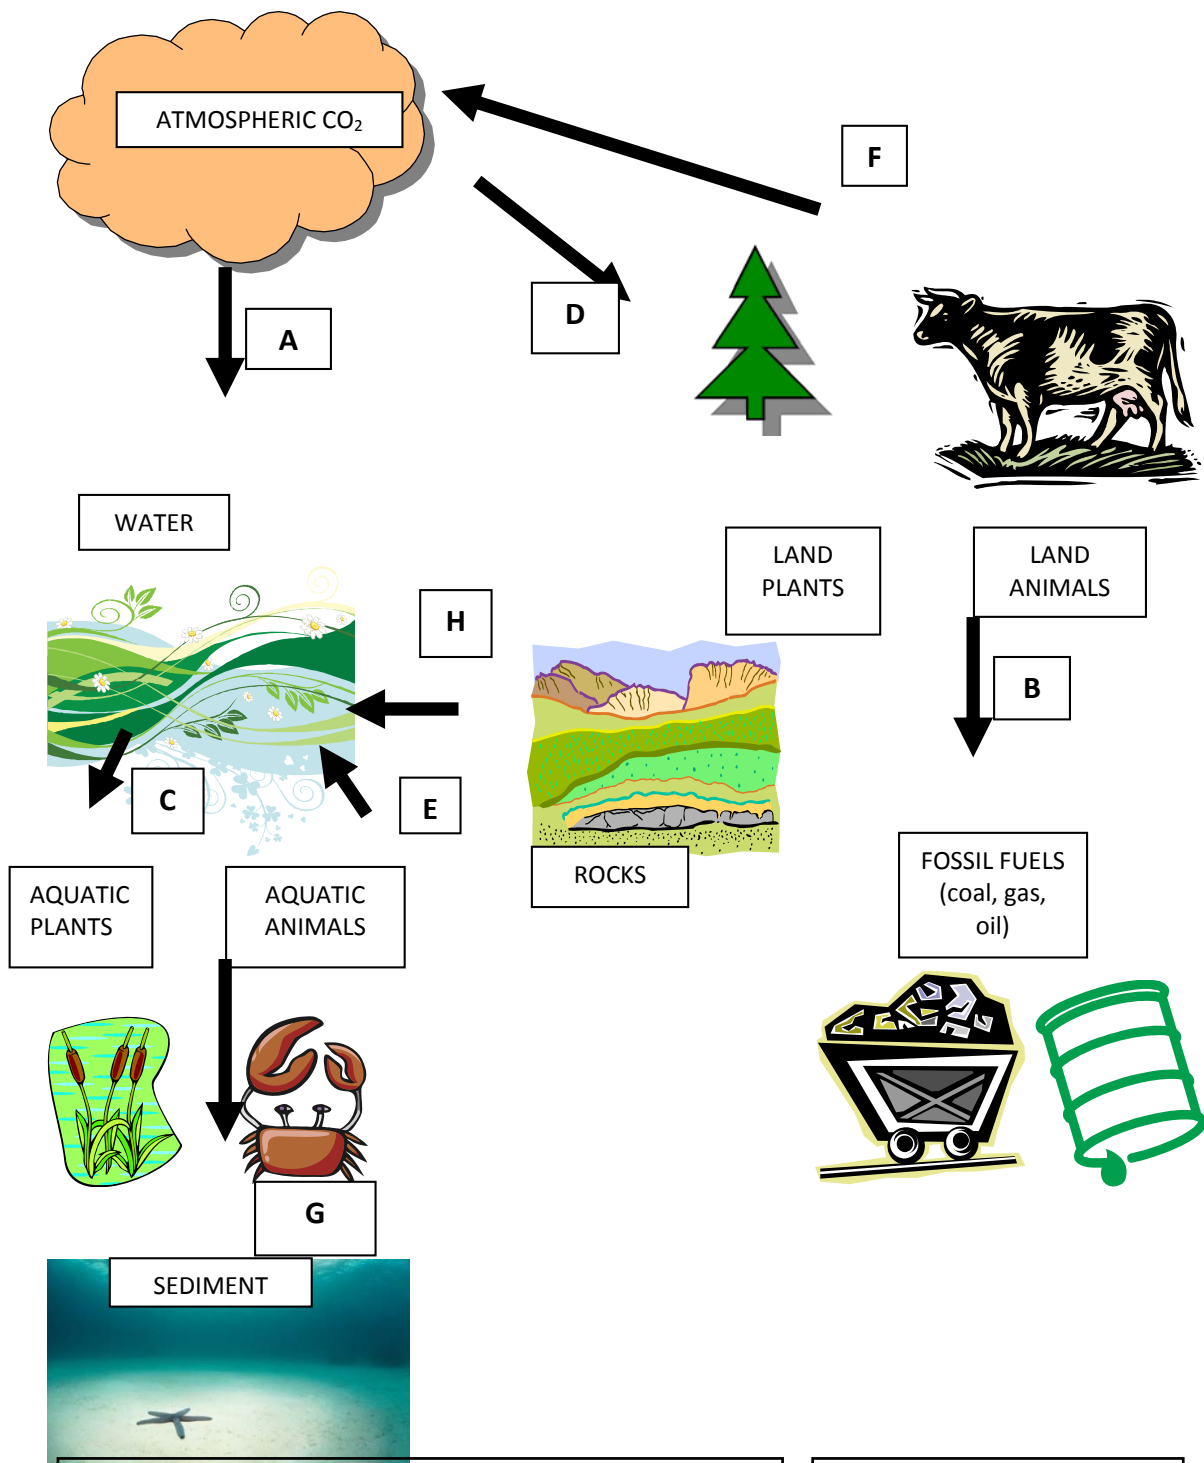 ATMOSPHERIC CO₂
F
D
A
WATER
LAND
PLANTS
LAND
ANIMALS
H
B
C
E
ROCKS
FOSSIL FUELS
(coal, gas,
oil)
AQUATIC
PLANTS
AQUATIC
ANIMALS
G
SEDIMENT